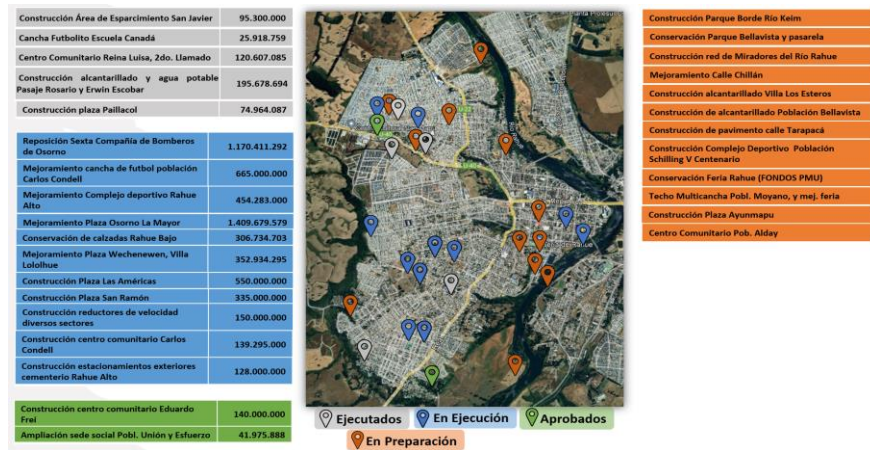 Construcción Área de Esparcimiento San Javier 95.300.000
Cancha Futbolito Escuela Canadá 25.918.759
Centro Comunitario Reina Luisa, 2do. Llamado 120.607.085
Construcción alcantarillado y agua potable
Pasaje Rosario y Erwin Escobar 195.678.694
Construcción plaza Paillacol 74.964.087
Reposición Sexta Compañía de Bomberos
de Osorno 1.170.411.292
Mejoramiento cancha de futbol población
Carlos Condell 665.000.000
Mejoramiento Complejo deportivo Rahue
Alto 454.283.000
Mejoramiento Plaza Osorno La Mayor 1.409.679.579
Conservación de calzadas Rahue Bajo 306.734.703
Mejoramiento Plaza Wechenewen, Villa
Lololhue 352.934.295
Construcción Plaza Las Américas 550.000.000
Construcción Plaza San Ramón 335.000.000
Construcción reductores de velocidad
diversos sectores 150.000.000
Construcción centro comunitario Carlos
Condell 139.295.000
Construcción estacionamientos exteriores
cementerio Rahue Alto 128.000.000
Construcción centro comunitario Eduardo
Frei 140.000.000
Ampliación sede social Pobl. Unión y Esfuerzo 41.975.888
Ejecutados
En Ejecución
Aprobados
En Preparación
Construcción Parque Borde Río Keim
Conservación Parque Bellavista y pasarela
Construcción red de Miradores del Río Rahue
Mejoramiento Calle Chillán
Construcción alcantarillado Villa Los Esteros
Construcción de alcantarillado Población Bellavista
Construcción de pavimento calle Tarapacá
Construcción Complejo Deportivo Población
Schilling V Centenario
Conservación Feria Rahue (FONDOS PMU)
Techo Multicancha Pobl. Moyano, y mej. feria
Construcción Plaza Ayunmapu
Centro Comunitario Pob. Alday